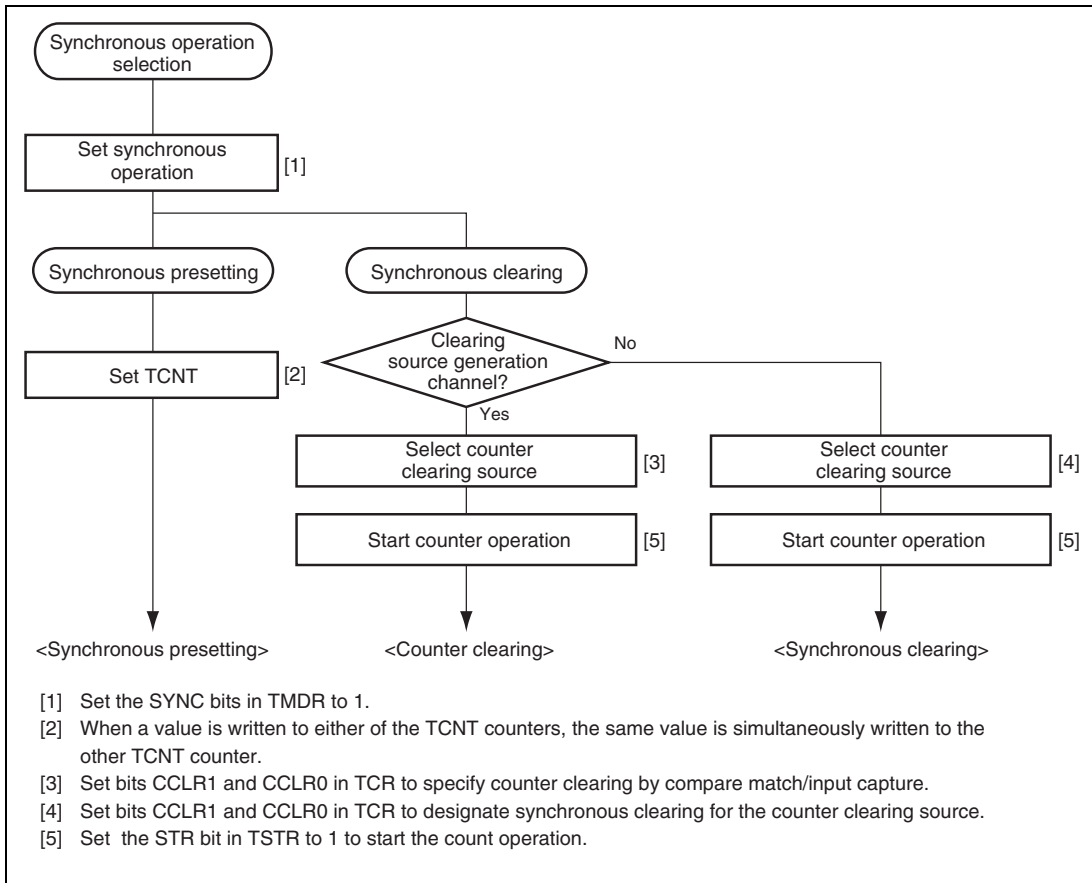 Synchronous operation
selection
Set synchronous
operation
[1]
Synchronous presetting
Synchronous clearing
Set TCNT
[2]
Clearing
source generation
channel?
No
Yes
Select counter
clearing source
[3]
Select counter
clearing source
[4]
Start counter operation
[5]
Start counter operation
[5]
<Synchronous presetting>
<Counter clearing>
<Synchronous clearing>
[1] Set the SYNC bits in TMDR to 1.
[2] When a value is written to either of the TCNT counters, the same value is simultaneously written to the
other TCNT counter.
[3] Set bits CCLR1 and CCLR0 in TCR to specify counter clearing by compare match/input capture.
[4] Set bits CCLR1 and CCLR0 in TCR to designate synchronous clearing for the counter clearing source.
[5] Set the STR bit in TSTR to 1 to start the count operation.